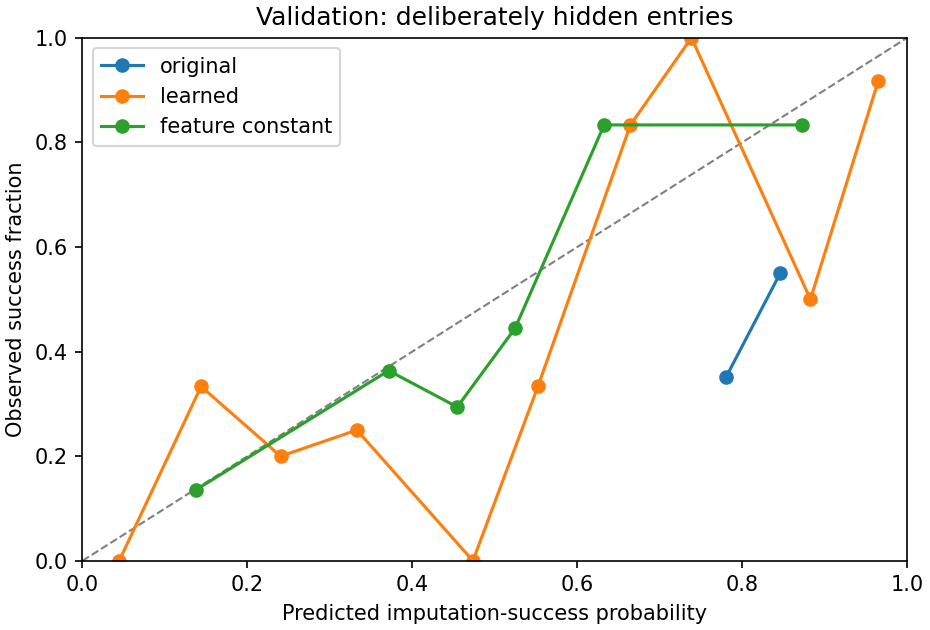 Validation: deliberately hidden entries
original
learned
feature constant
Observed success fraction
1.0
0.8
0.6
0.4
0.2
0.0
0.0 0.2 0.4 0.6 0.8 1.0
Predicted imputation-success probability